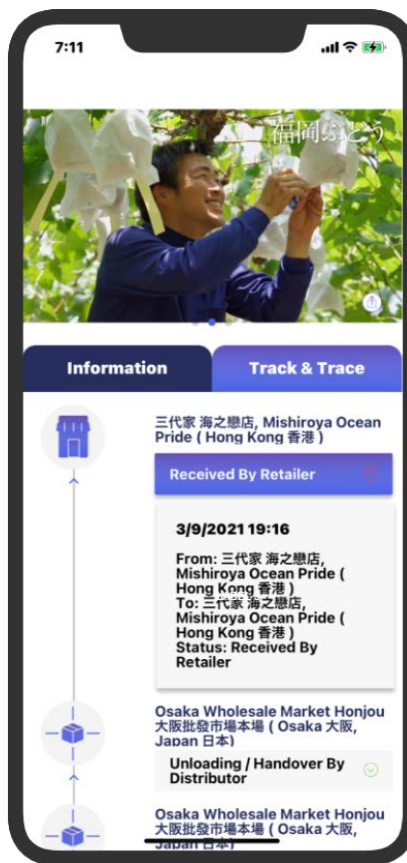 7:11
福岡ぶどう
Information
Track & Trace
三代家 海之戀店, Mishiroya Ocean
Pride ( Hong Kong 香港 )
Received By Retailer
3/9/2021 19:16
From: 三代家 海之戀店,
Mishiroya Ocean Pride (
Hong Kong 香港 )
To: 三代家 海之戀店,
Mishiroya Ocean Pride (
Hong Kong 香港 )
Status: Received By
Retailer
Osaka Wholesale Market Honjou
大阪批發市場本場 ( Osaka 大阪,
Japan 日本)
Unloading / Handover By
Distributor
Osaka Wholesale Market Honjou
大阪批發市場本場 ( Osaka 大阪,
Japan 日本)